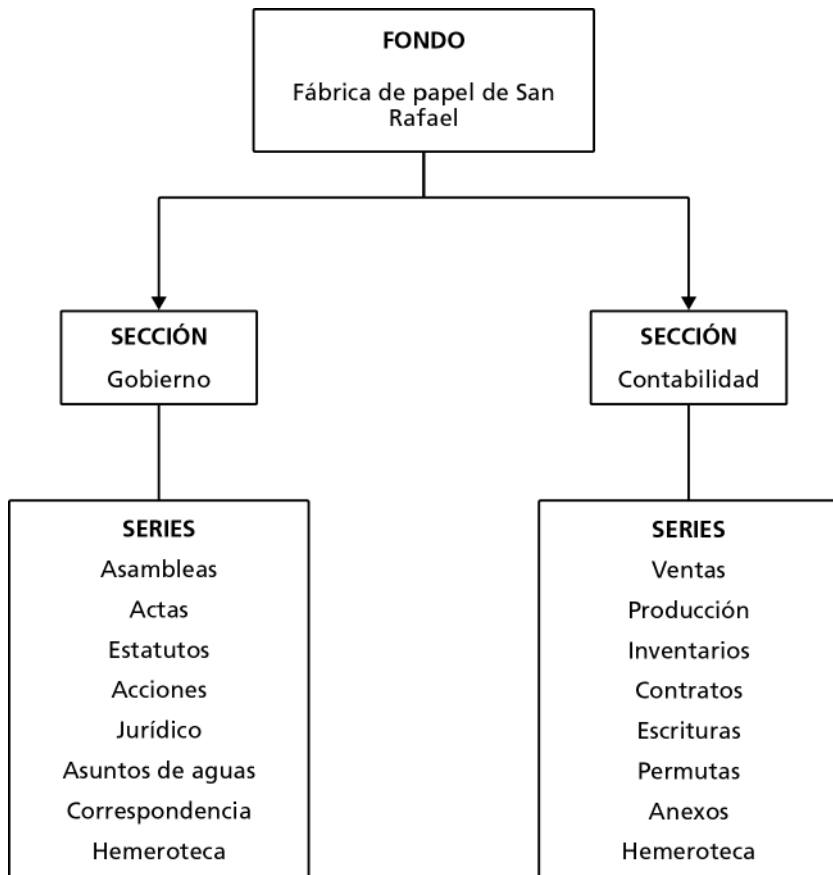 FONDO
Fábrica de papel de San
Rafael
SECCIÓN
Gobierno
SECCIÓN
Contabilidad
SERIES
Asambleas
Actas
Estatutos
Acciones
Jurídico
Asuntos de aguas
Correspondencia
Hemeroteca
SERIES
Ventas
Producción
Inventarios
Contratos
Escrituras
Permutas
Anexos
Hemeroteca